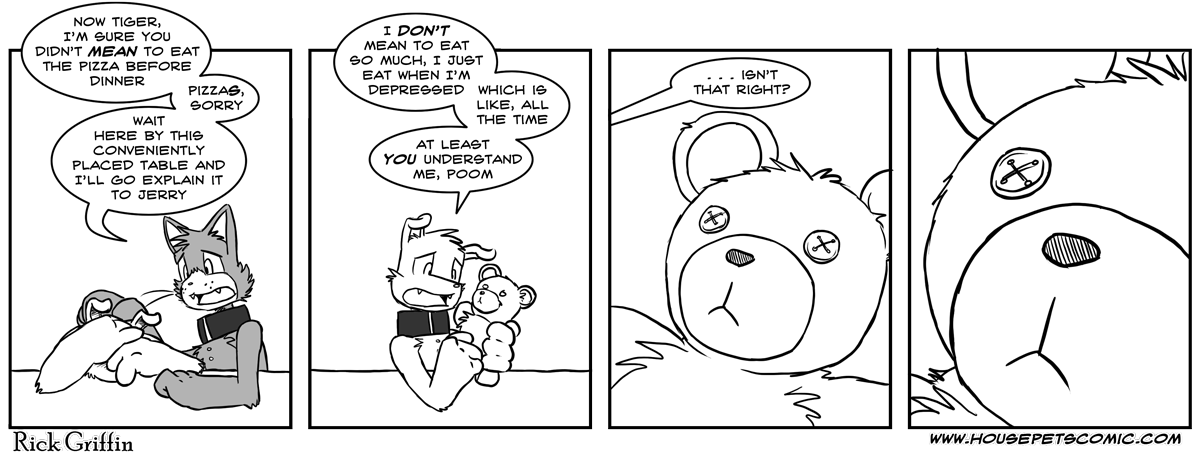 NOW TIGER,
I'M SURE YOU
DIDN'T MEAN TO EAT
THE PIZZA BEFORE
DINNER
PIZZAS,
SORRY
WAIT
HERE BY THIS
CONVENIENTLY
PLACED TABLE AND
I'LL GO EXPLAIN IT
TO JERRY
I DON'T
MEAN TO EAT
SO MUCH, I JUST
EAT WHEN I'M
DEPRESSED
WHICH IS
LIKE, ALL
THE TIME
AT LEAST
YOU UNDERSTAND
ME, POOM
. . . ISN'T
THAT RIGHT?
Rick Griffin
WWW.HOUSEPETSCOMIC.COM